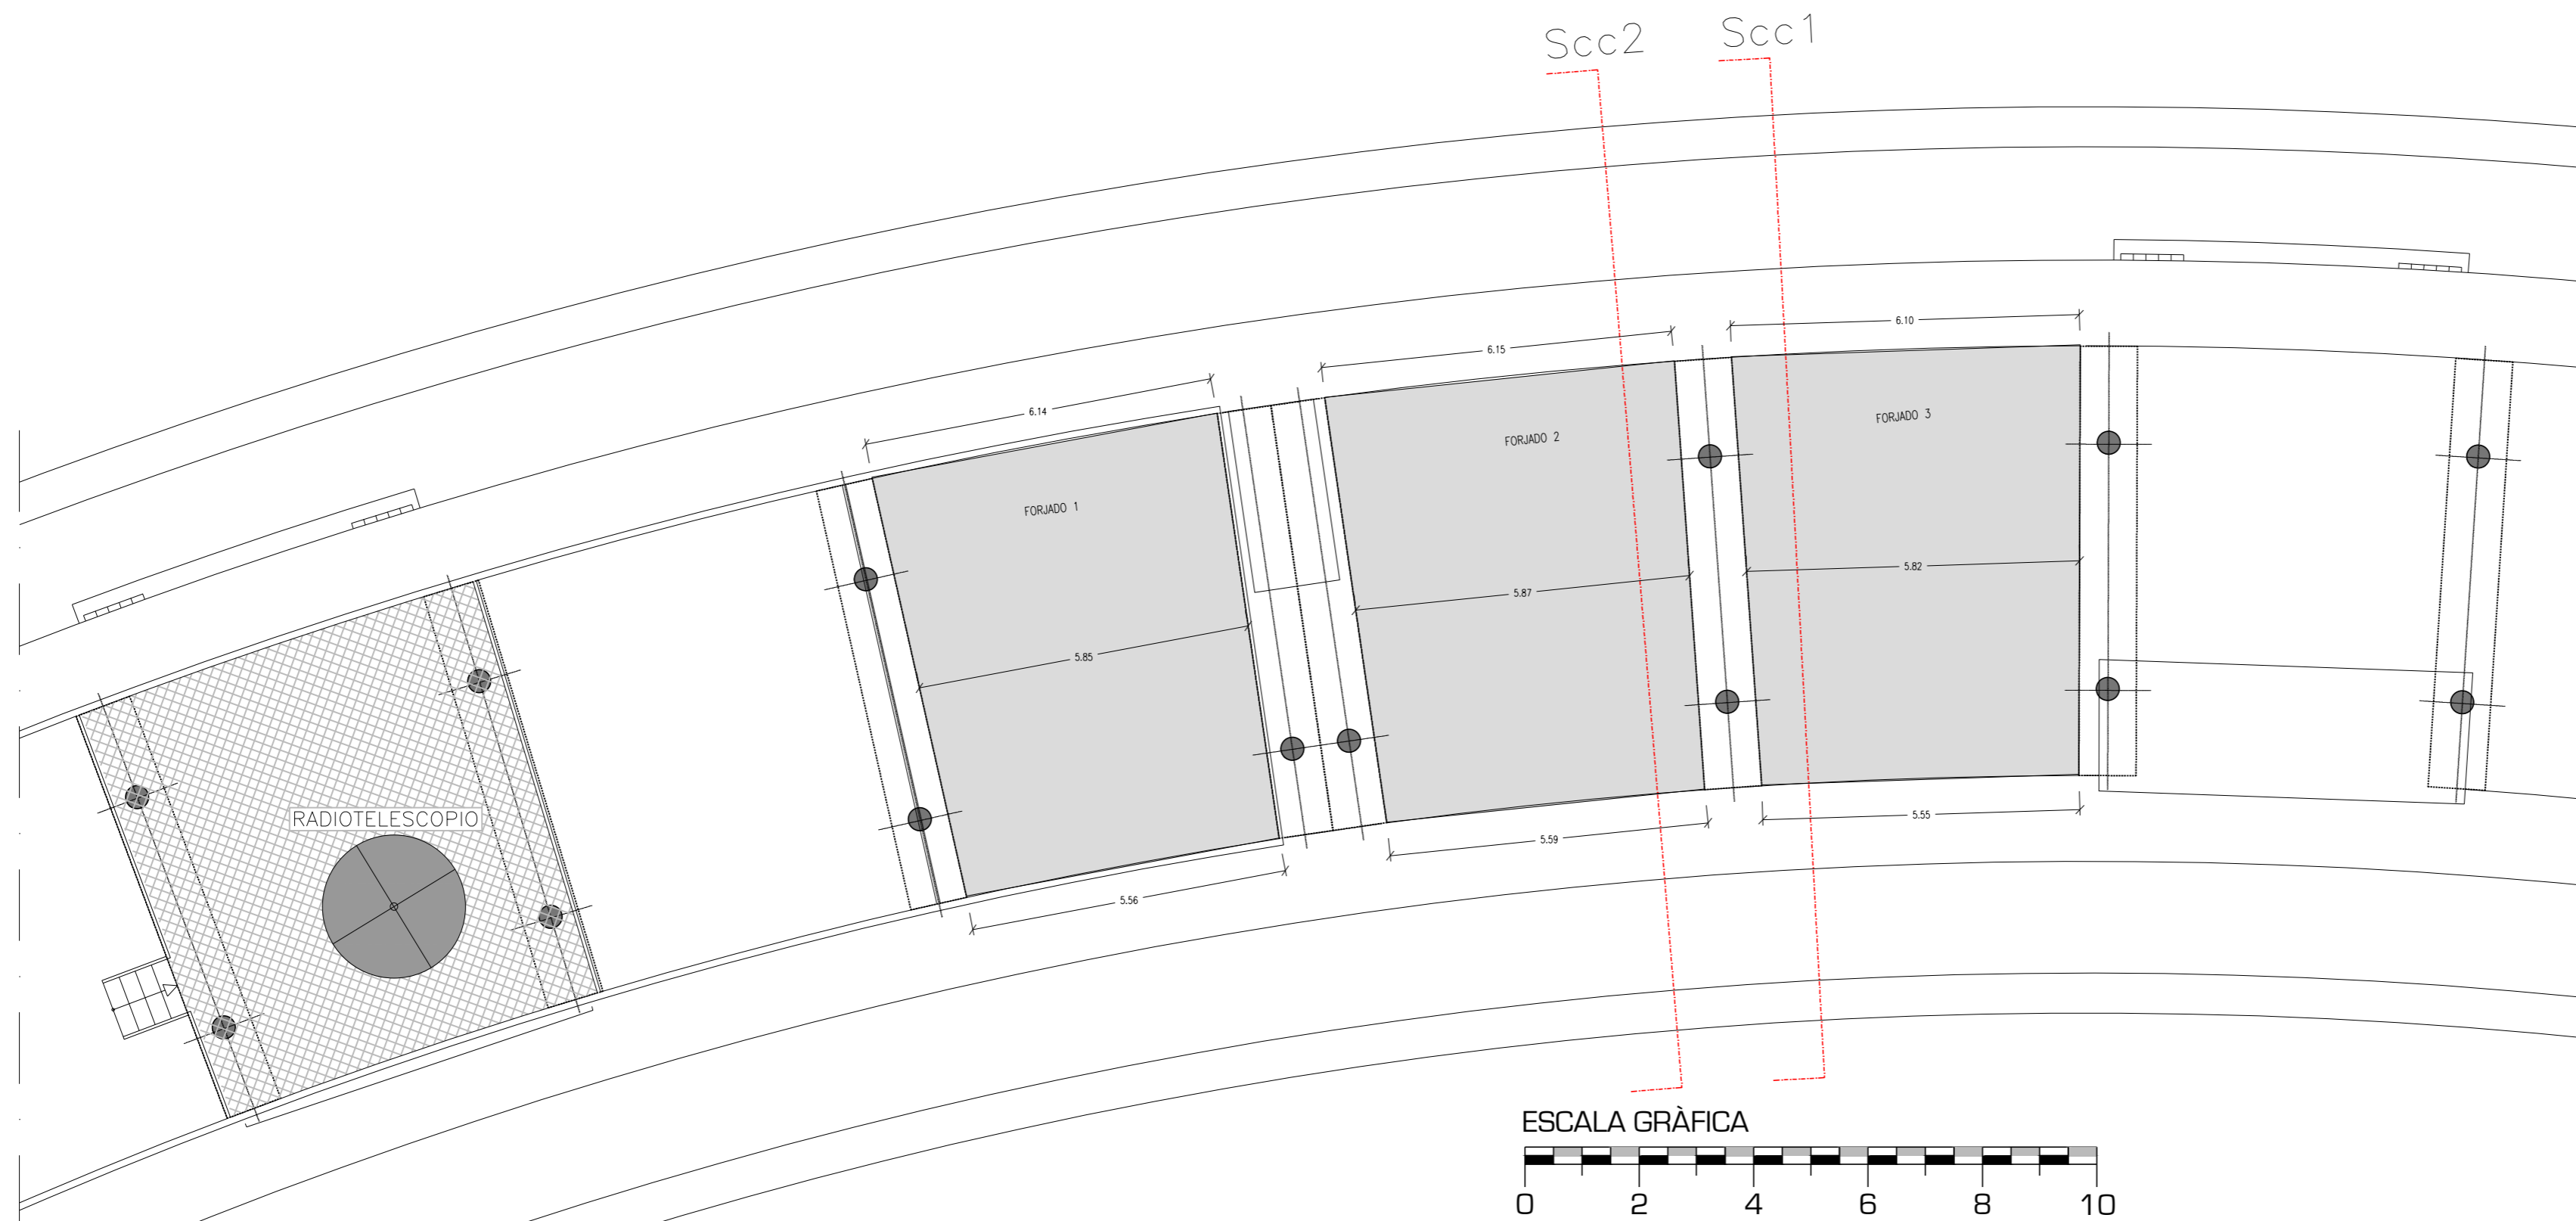 Scc2
Scc1
6.10
6.15
6.14
FORJADO 3
FORJADO 2
FORJADO 1
5.82
5.87
5.85
RADIOTELESCOPIO
5.55
5.59
5.56
ESCALA GRÀFICA
0 2 4 6 8 10